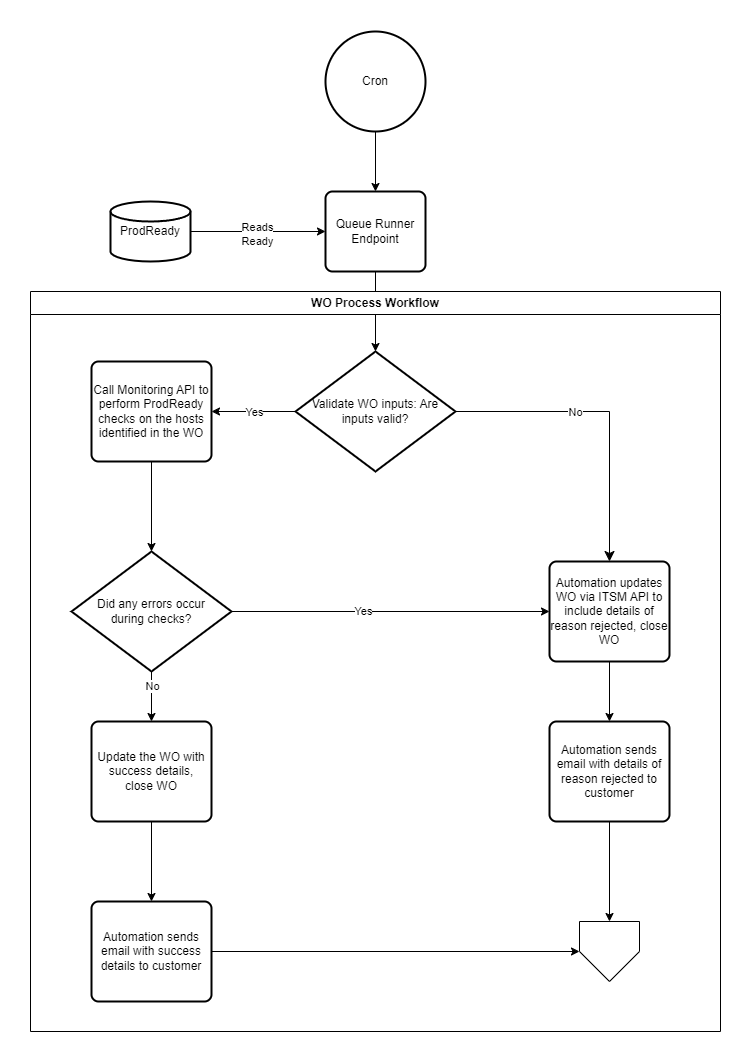 Cron
ProdReady
Reads
Ready
Queue Runner
Endpoint
WO Process Workflow
Call Monitoring API to
perform ProdReady
checks on the hosts
identified in the WO
Yes
Validate WO inputs: Are
inputs valid?
No
Did any errors occur
during checks?
Yes
Automation updates
WO via ITSM API to
include details of
reason rejected, close
WO
No
Update the WO with
success details,
close WO
Automation sends
email with details of
reason rejected to
customer
Automation sends
email with success
details to customer